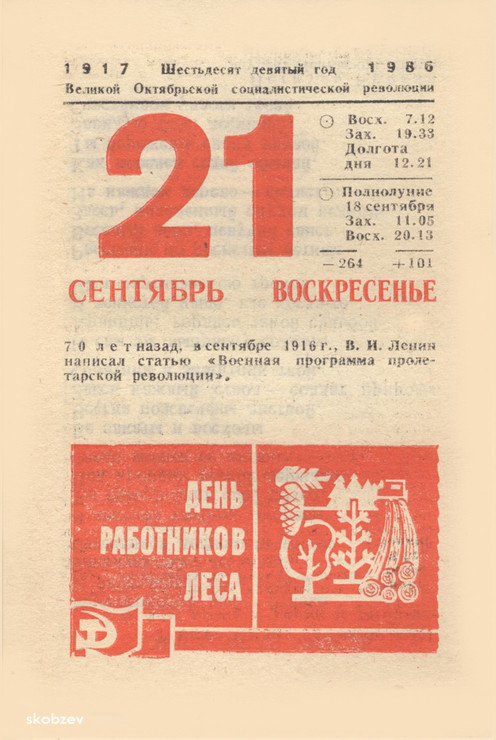 1917 Шестьдесят девятый год 1986
Великой Октябрьской социалистической революции
21
Восх. 7.12
Зах. 19.33
Долгота
дня 12.21
Полнолуние
18 сентября
Зах. 11.05
Восх. 20.13
—264 +101
СЕНТЯБРЬ ВОСКРЕСЕНЬЕ
70 лет назад, в сентябре 1916 г., В. И. Ленин
написал статью «Военная программа проле-
тарской революции».
ДЕНЬ
РАБОТНИКОВ
ЛЕСА
skobzev